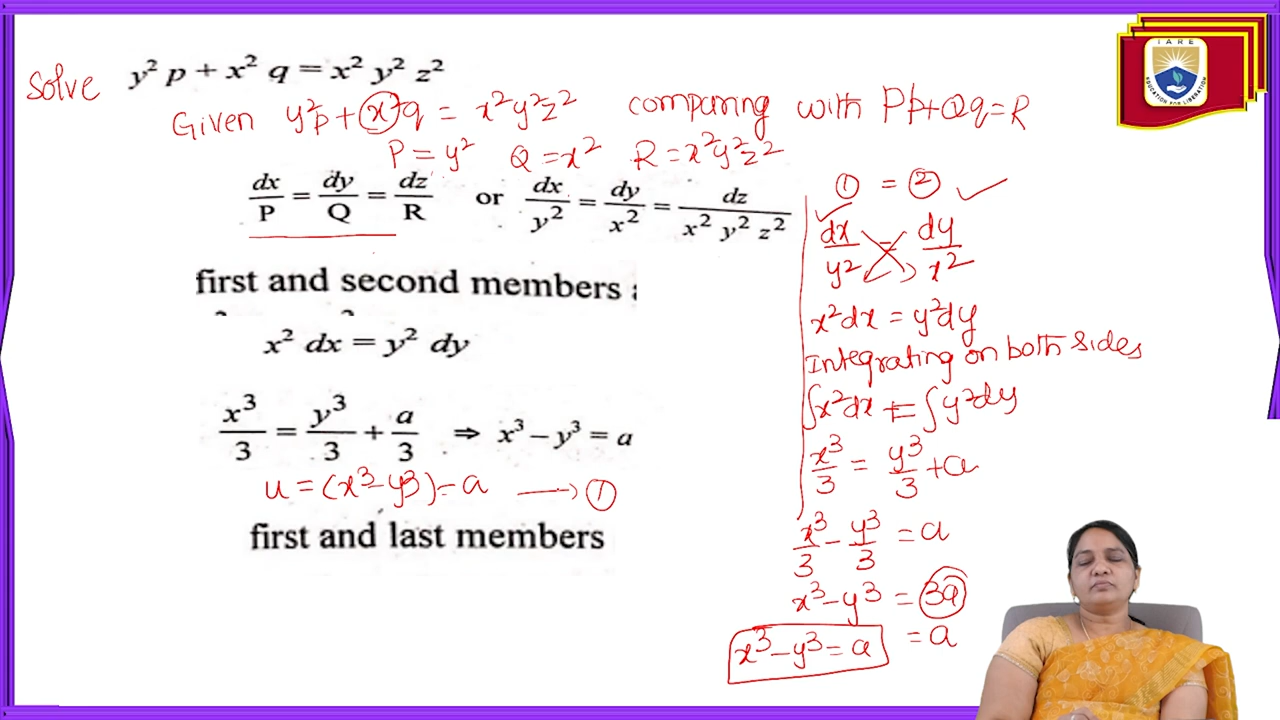 Solve y² p + x² q = x² y² z²
Given y²p + x²q = x²y²z² comparing with Pp+Qq=R
P = y² Q = x² R = x²y²z²
dx/P = dy/Q = dz/R or dx/y² = dy/x² = dz/(x² y² z²)
first and second members
x² dx = y² dy
x³/3 = y³/3 + a/3 ⇒ x³ – y³ = a
u = (x³-y³) = a → ①
first and last members
① = ② ✓
dx/y² = dy/x²
x²dx = y²dy
Integrating on both sides
∫x²dx = ∫y²dy
x³/3 = y³/3 + a
x³/3 - y³/3 = a
x³-y³ = 3a
= a
x³-y³ = a
IARE
EDUCATION FOR LIBERATION